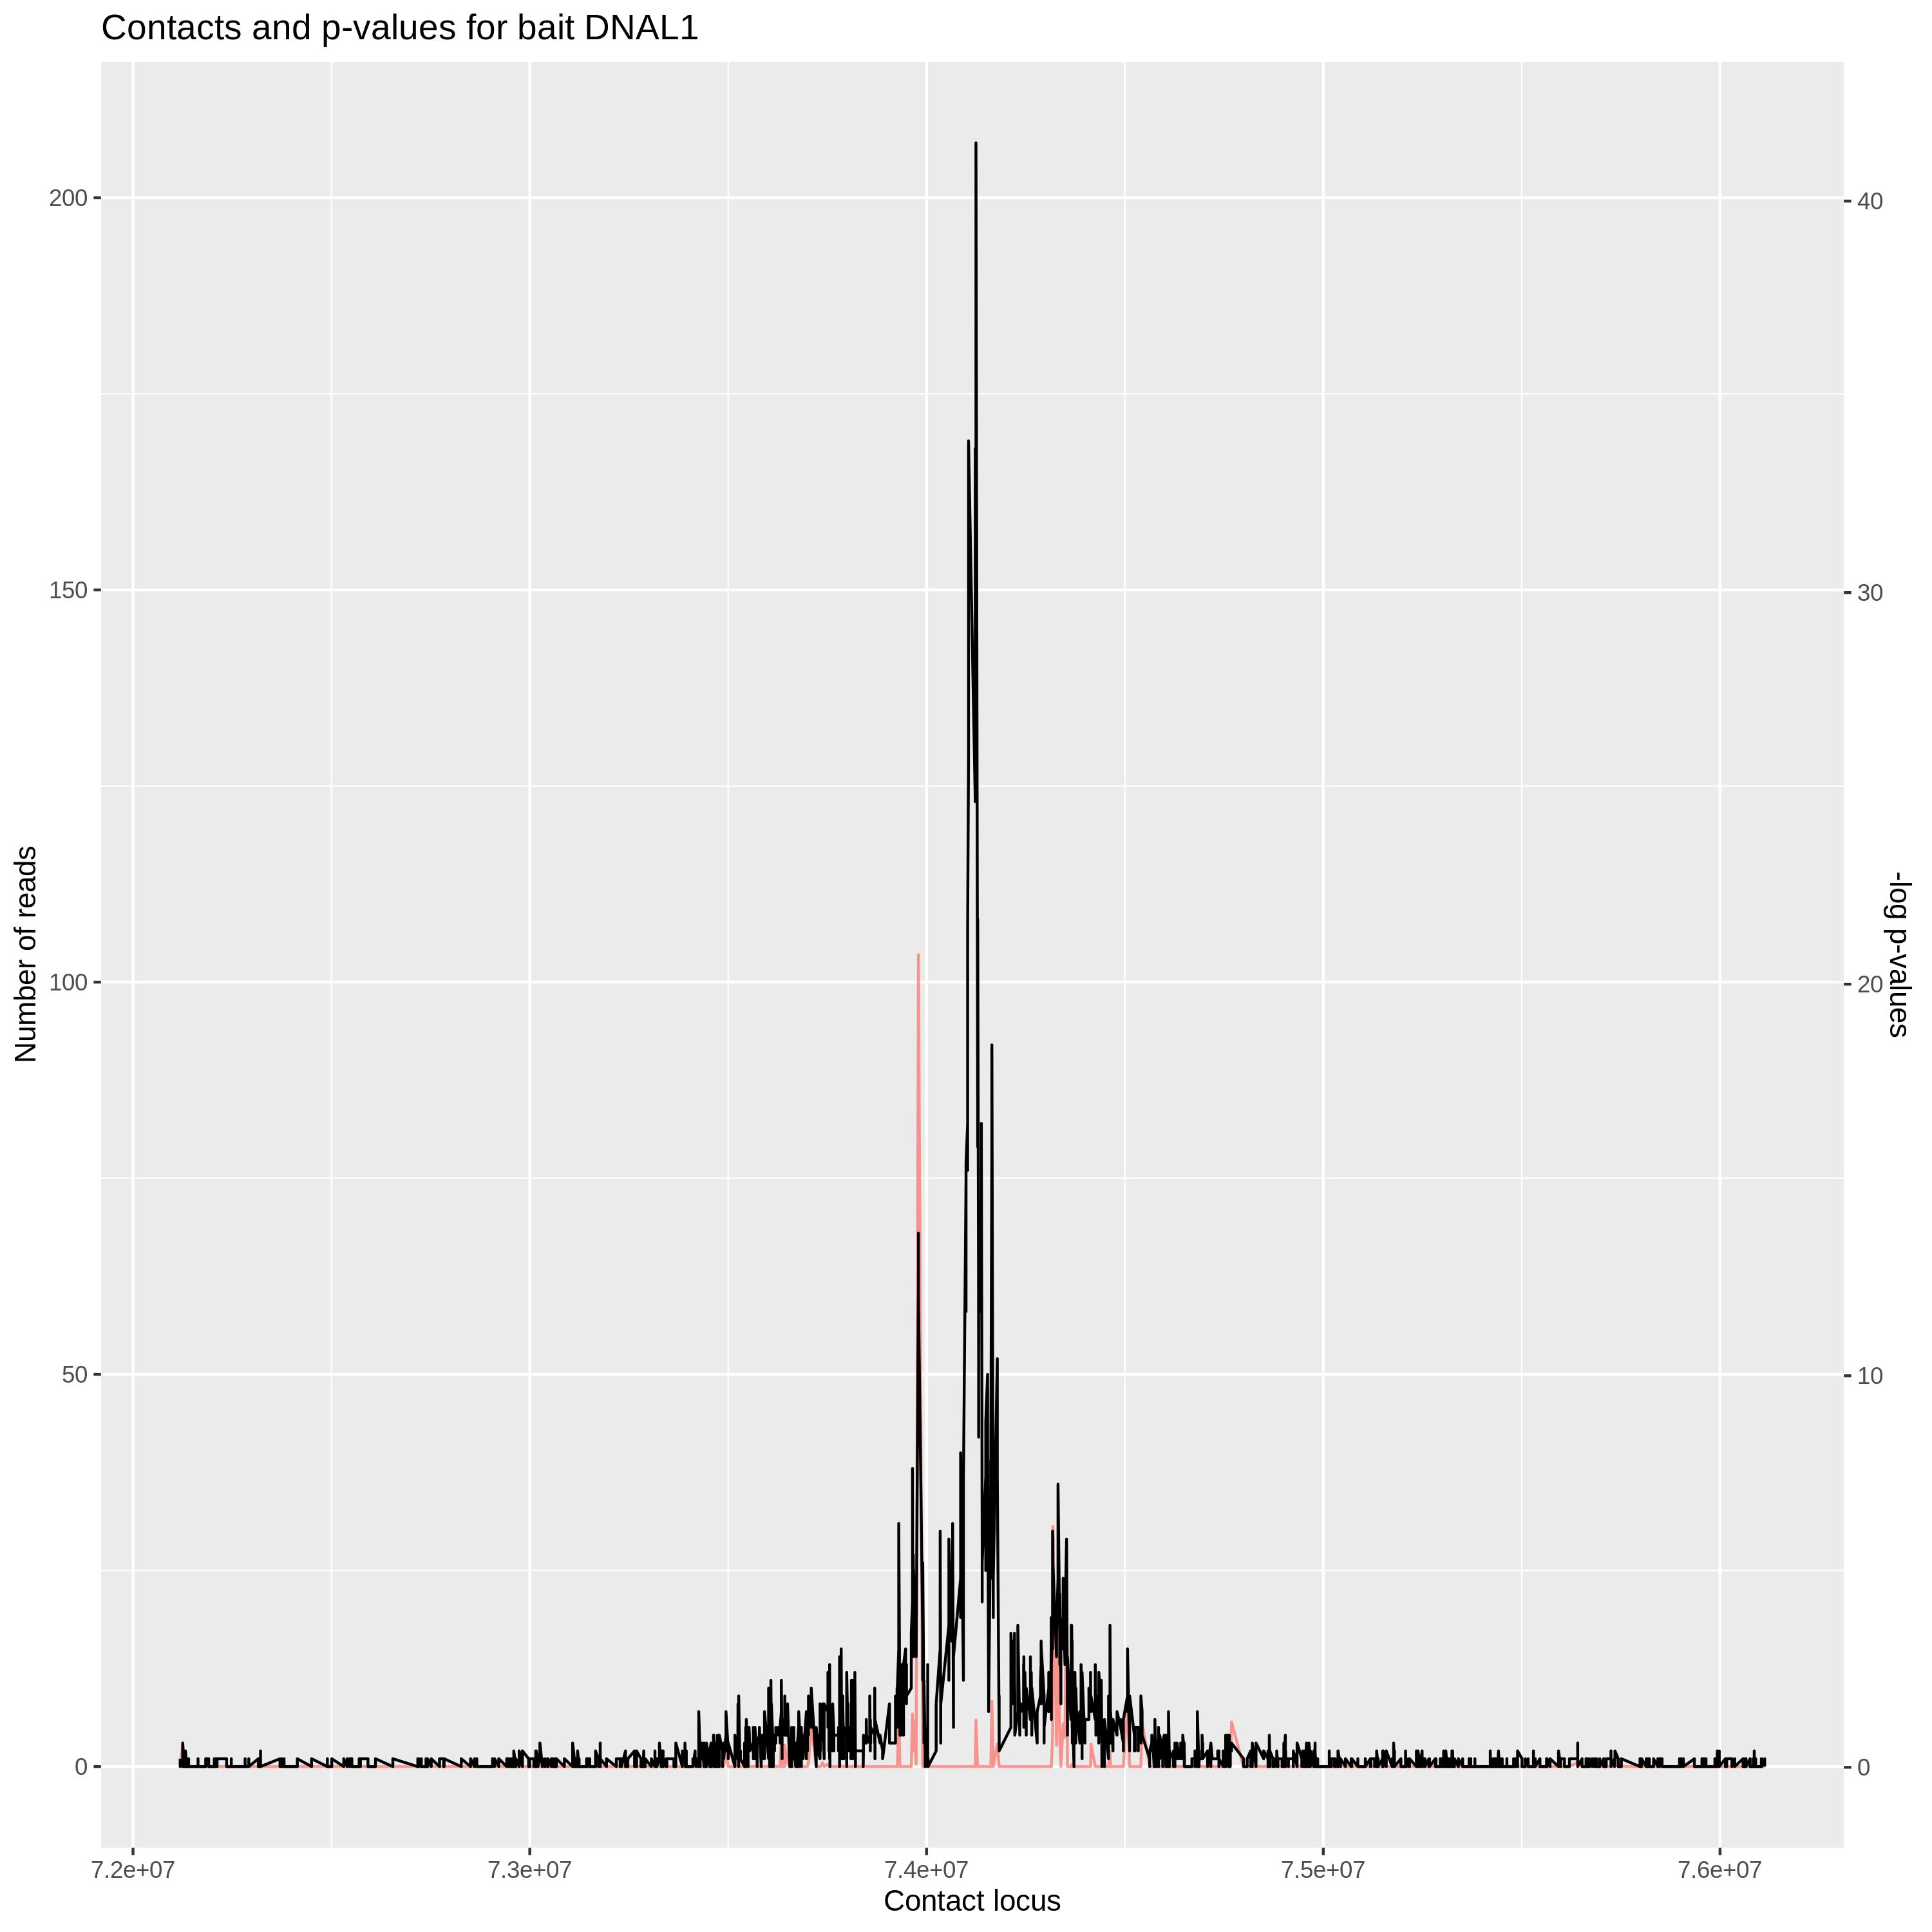 Contacts and p-values for bait DNAL1
200
150
100
50
0
40
30
20
10
0
Number of reads
-log p-values
7.2e+07 7.3e+07 7.4e+07 7.5e+07 7.6e+07
Contact locus